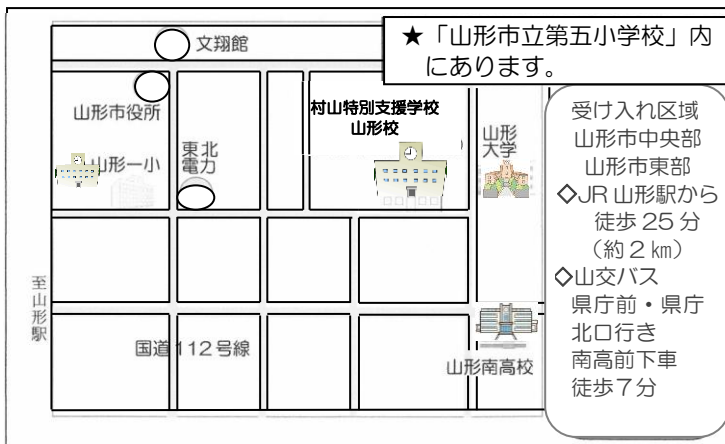 ★「山形市立第五小学校」内
にあります。
文翔館
山形市役所
村山特別支援学校
山形校
山形
大学
山形一小
東北
電力
至山形駅
国道112号線
山形南高校
受け入れ区域
山形市中央部
山形市東部
◇JR山形駅から
徒歩25分
（約2㎞）
◇山交バス
県庁前・県庁
北口行き
南高前下車
徒歩7分